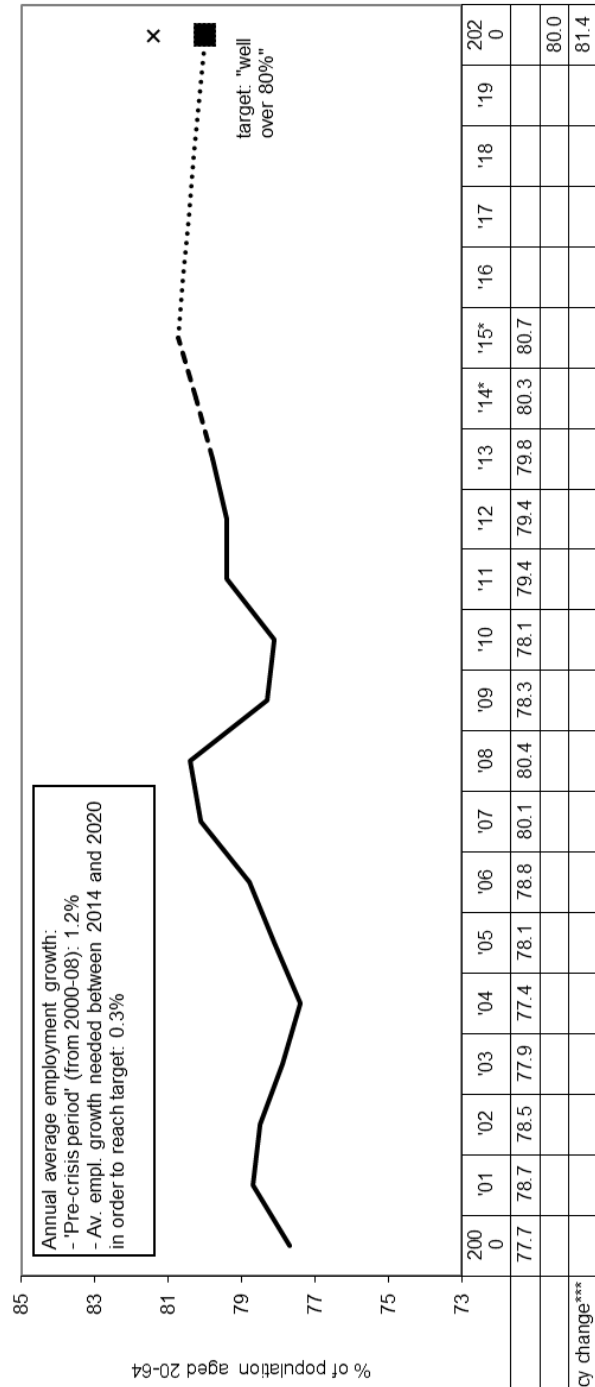 Annual average employment growth:
- 'Pre-crisis period' (from 2000-08): 1.2%
- Av. empl. growth needed between 2014 and 2020
in order to reach target: 0.3%
% of population aged 20-64
85
83
81
79
77
75
73
×
target: "well
over 80%"
200 '01 '02 '03 '04 '05 '06 '07 '08 '09 '10 '11 '12 '13 '14* '15* '16 '17 '18 '19 202
0 0
77.7 78.7 78.5 77.9 77.4 78.1 78.8 80.1 80.4 78.3 78.1 79.4 79.4 79.8 80.3 80.7
80.0
cy change*** 81.4